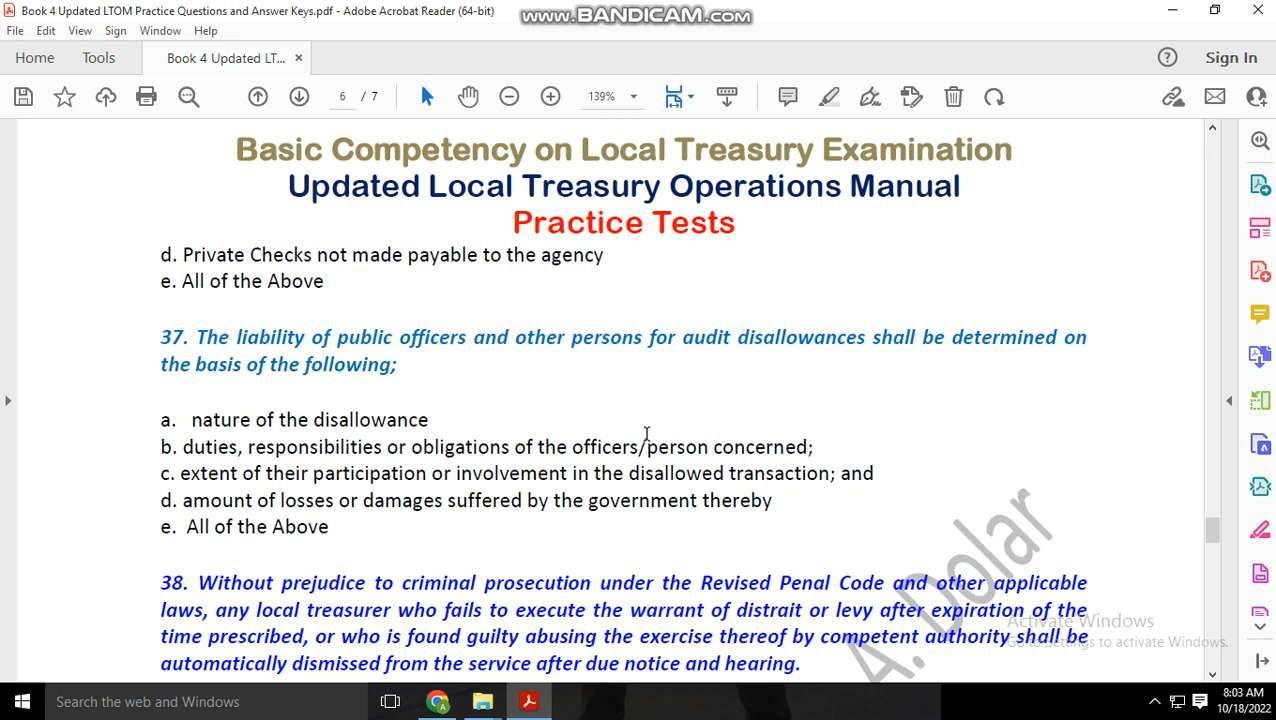 Book 4 Updated LTOM Practice Questions and Answer Keys.pdf - Adobe Acrobat Reader (64-bit)
www.BANDICAM.com
File Edit View Sign Window Help
Home Tools Book 4 Updated LT... × Sign In
6 / 7 139%
Basic Competency on Local Treasury Examination
Updated Local Treasury Operations Manual
Practice Tests
d. Private Checks not made payable to the agency
e. All of the Above
37. The liability of public officers and other persons for audit disallowances shall be determined on
the basis of the following;
a. nature of the disallowance
b. duties, responsibilities or obligations of the officers/person concerned;
c. extent of their participation or involvement in the disallowed transaction; and
d. amount of losses or damages suffered by the government thereby
e. All of the Above
38. Without prejudice to criminal prosecution under the Revised Penal Code and other applicable
laws, any local treasurer who fails to execute the warrant of distrait or levy after expiration of the
time prescribed, or who is found guilty abusing the exercise thereof by competent authority shall be
automatically dismissed from the service after due notice and hearing.
A. Dolar
Activate Windows
Go to Settings to activate Windows.
Search the web and Windows
8:03 AM
10/18/2022